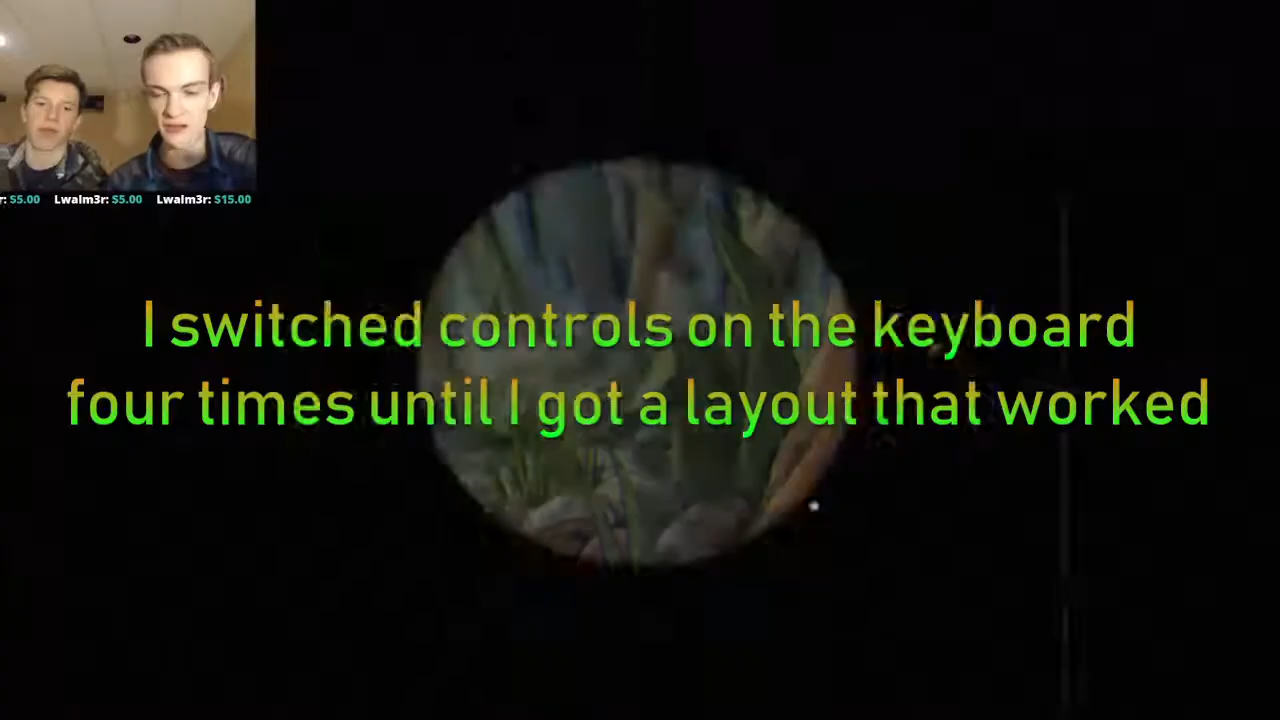 r: $5.00 Lwalm3r: $5.00 Lwalm3r: $15.00
I switched controls on the keyboard
four times until I got a layout that worked